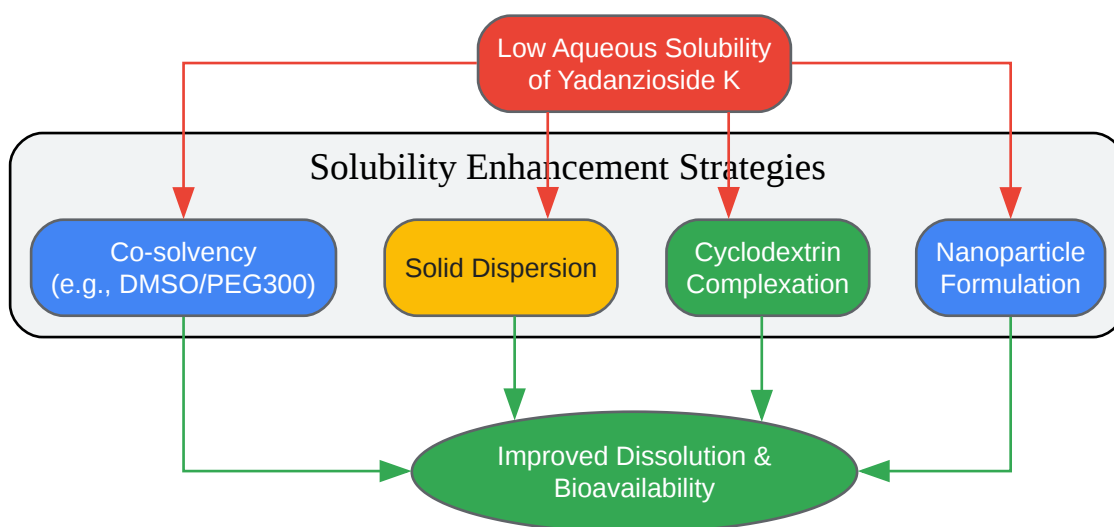 Low Aqueous Solubility
of Yadanzioside K
Solubility Enhancement Strategies
Co-solvency
(e.g., DMSO/PEG300)
Solid Dispersion
Cyclodextrin
Complexation
Nanoparticle
Formulation
Improved Dissolution &
Bioavailability